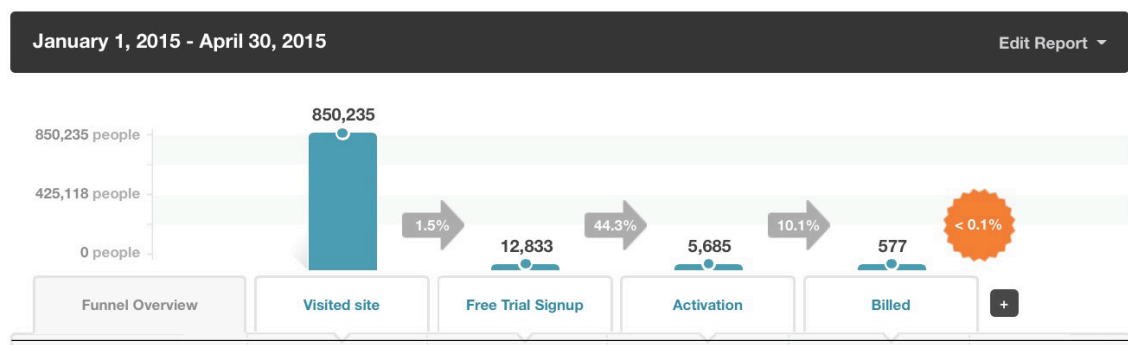 January 1, 2015 - April 30, 2015
Edit Report
850,235
850,235 people
425,118 people
1.5%
44.3%
10.1%
< 0.1%
12,833
5,685
577
0 people
Funnel Overview
Visited site
Free Trial Signup
Activation
Billed
+